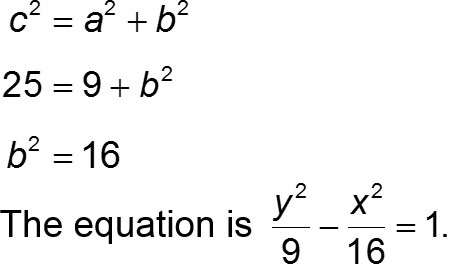 c² = a² + b²
25 = 9 + b²
b² = 16
The equation is y²/9 − x²/16 = 1.